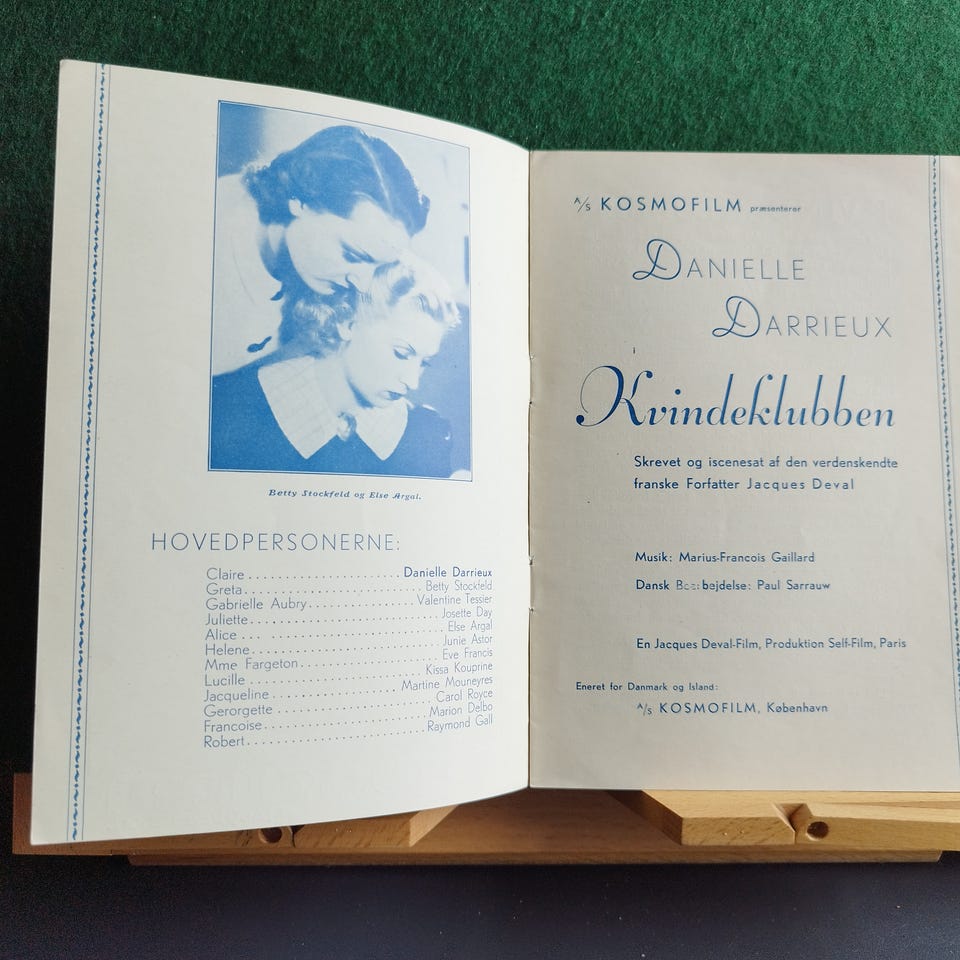 Betty Stockfeld og Else Argal.
HOVEDPERSONERNE:
Claire . . . . . . . . . . . . . . . . . . . . Danielle Darrieux
Greta . . . . . . . . . . . . . . . . . . . . Betty Stockfeld
Gabrielle Aubry . . . . . . . . . . . . . . Valentine Tessier
Juliette . . . . . . . . . . . . . . . . . . . . Josette Day
Alice . . . . . . . . . . . . . . . . . . . . Else Argal
Helene . . . . . . . . . . . . . . . . . . . . Junie Astor
Mme Fargeton . . . . . . . . . . . . . . Eve Francis
Lucille . . . . . . . . . . . . . . . . . . . . Kissa Kouprine
Jacqueline . . . . . . . . . . . . . . . . Martine Mouneyres
Gerorgette . . . . . . . . . . . . . . . . Carol Royce
Francoise . . . . . . . . . . . . . . . . Marion Delbo
Robert . . . . . . . . . . . . . . . . . . . . Raymond Gall
A/S KOSMOFILM præsenterer
DANIELLE
DARRIEUX
Kvindeklubben
Skrevet og iscenesat af den verdenskendte
franske Forfatter Jacques Deval
Musik: Marius-Francois Gaillard
Dansk Bearbejdelse: Paul Sarrauw
En Jacques Deval-Film, Produktion Self-Film, Paris
Eneret for Danmark og Island:
A/S KOSMOFILM, København